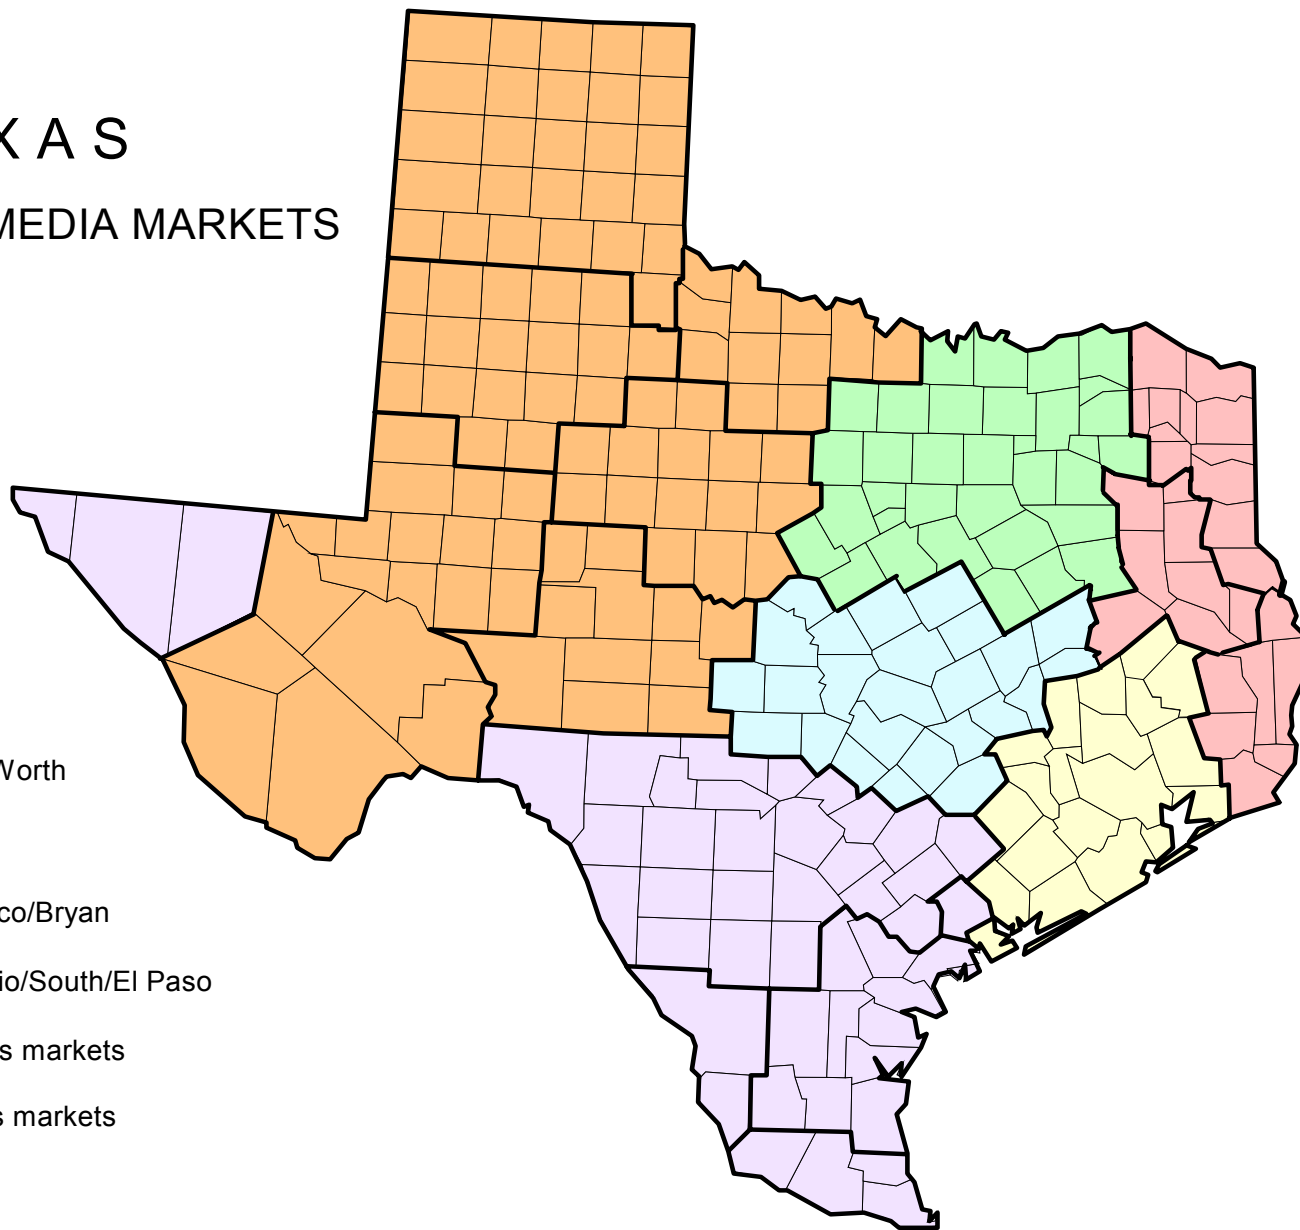 X A S
MEDIA MARKETS
Worth
co/Bryan
io/South/El Paso
s markets
s markets